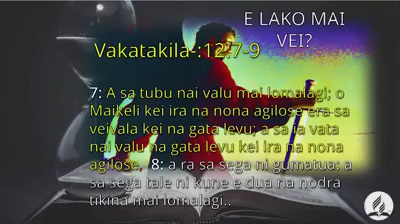 E LAKO MAI
VEI?
Vakatakila-:12:7-9
7: A sa tubu nai valu mai lomalagi; o
Maikeli kei ira na nona agilose era sa
veivala kei na gata levu; a sa ia vata
nai valu na gata levu kei ira na nona
agilose, 8: a ra sa sega ni gumatua; a
sa sega tale ni kune e dua na nodra
tikina mai lomalagi..